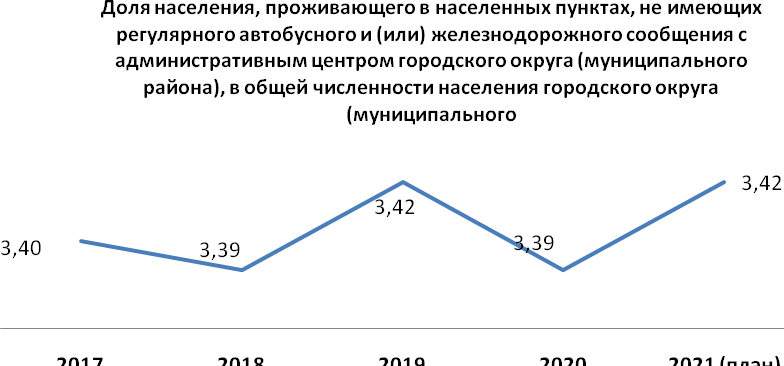 Доля населения, проживающего в населенных пунктах, не имеющих
регулярного автобусного и (или) железнодорожного сообщения с
административным центром городского округа (муниципального
района), в общей численности населения городского округа
(муниципального
3,40
3,39
3,42
3,39
3,42
2017 2018 2019 2020 2021 (план)